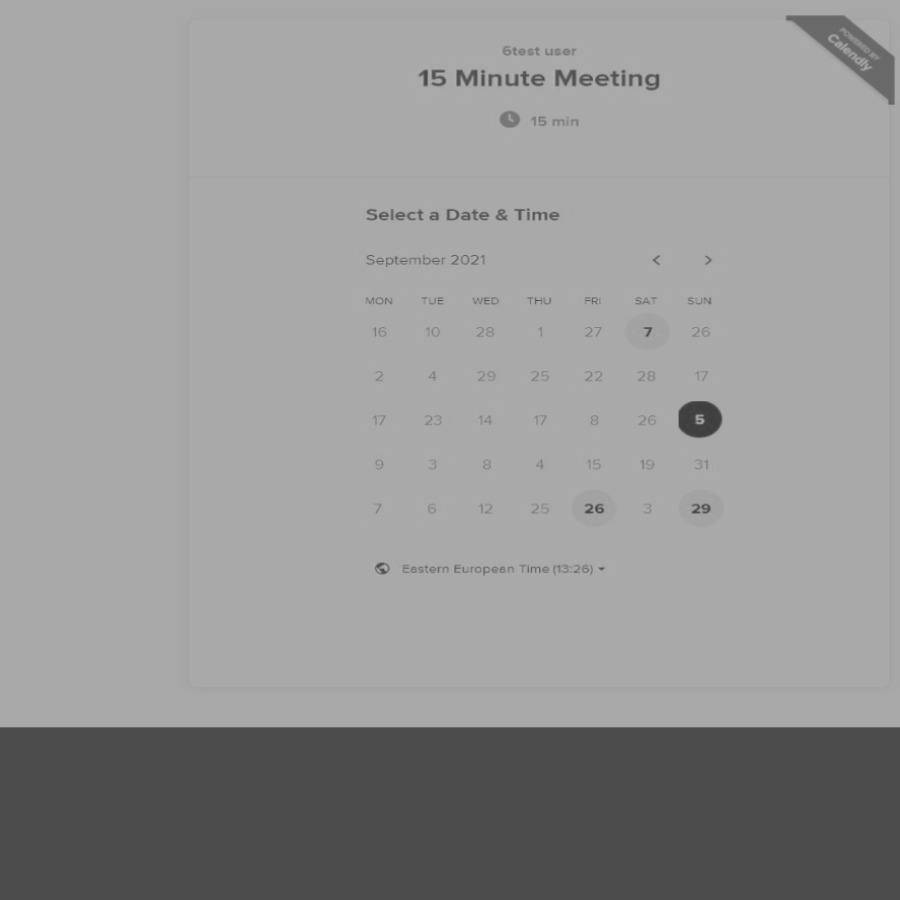 POWERED BY
Calendly
6test user
15 Minute Meeting
15 min
Select a Date & Time
September 2021 < >
MON TUE WED THU FRI SAT SUN
16 10 28 1 27 7 26
2 4 29 25 22 28 17
17 23 14 17 8 26 5
9 3 8 4 15 19 31
7 6 12 25 26 3 29
Eastern European Time (13:26)